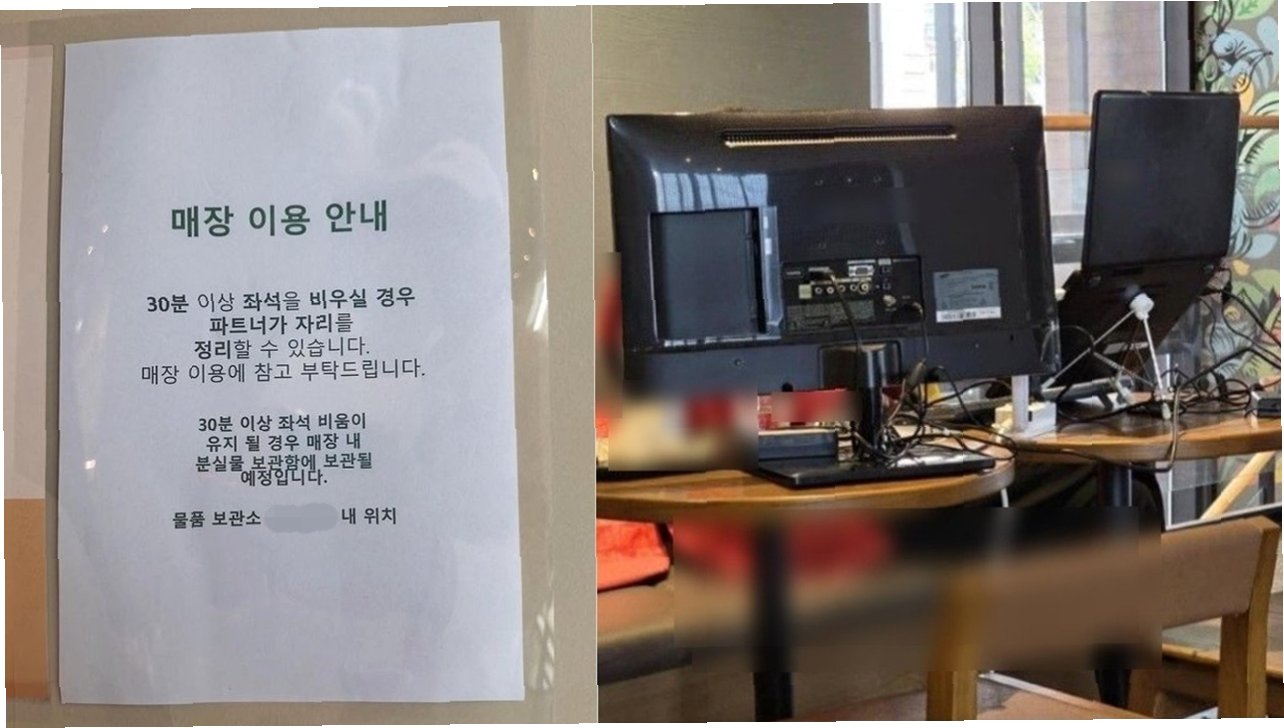 매장 이용 안내
30분 이상 좌석을 비우실 경우
파트너가 자리를
정리할 수 있습니다.
매장 이용에 참고 부탁드립니다.
30분 이상 좌석 비움이
유지 될 경우 매장 내
분실물 보관함에 보관될
예정입니다.
물품 보관소 내 위치